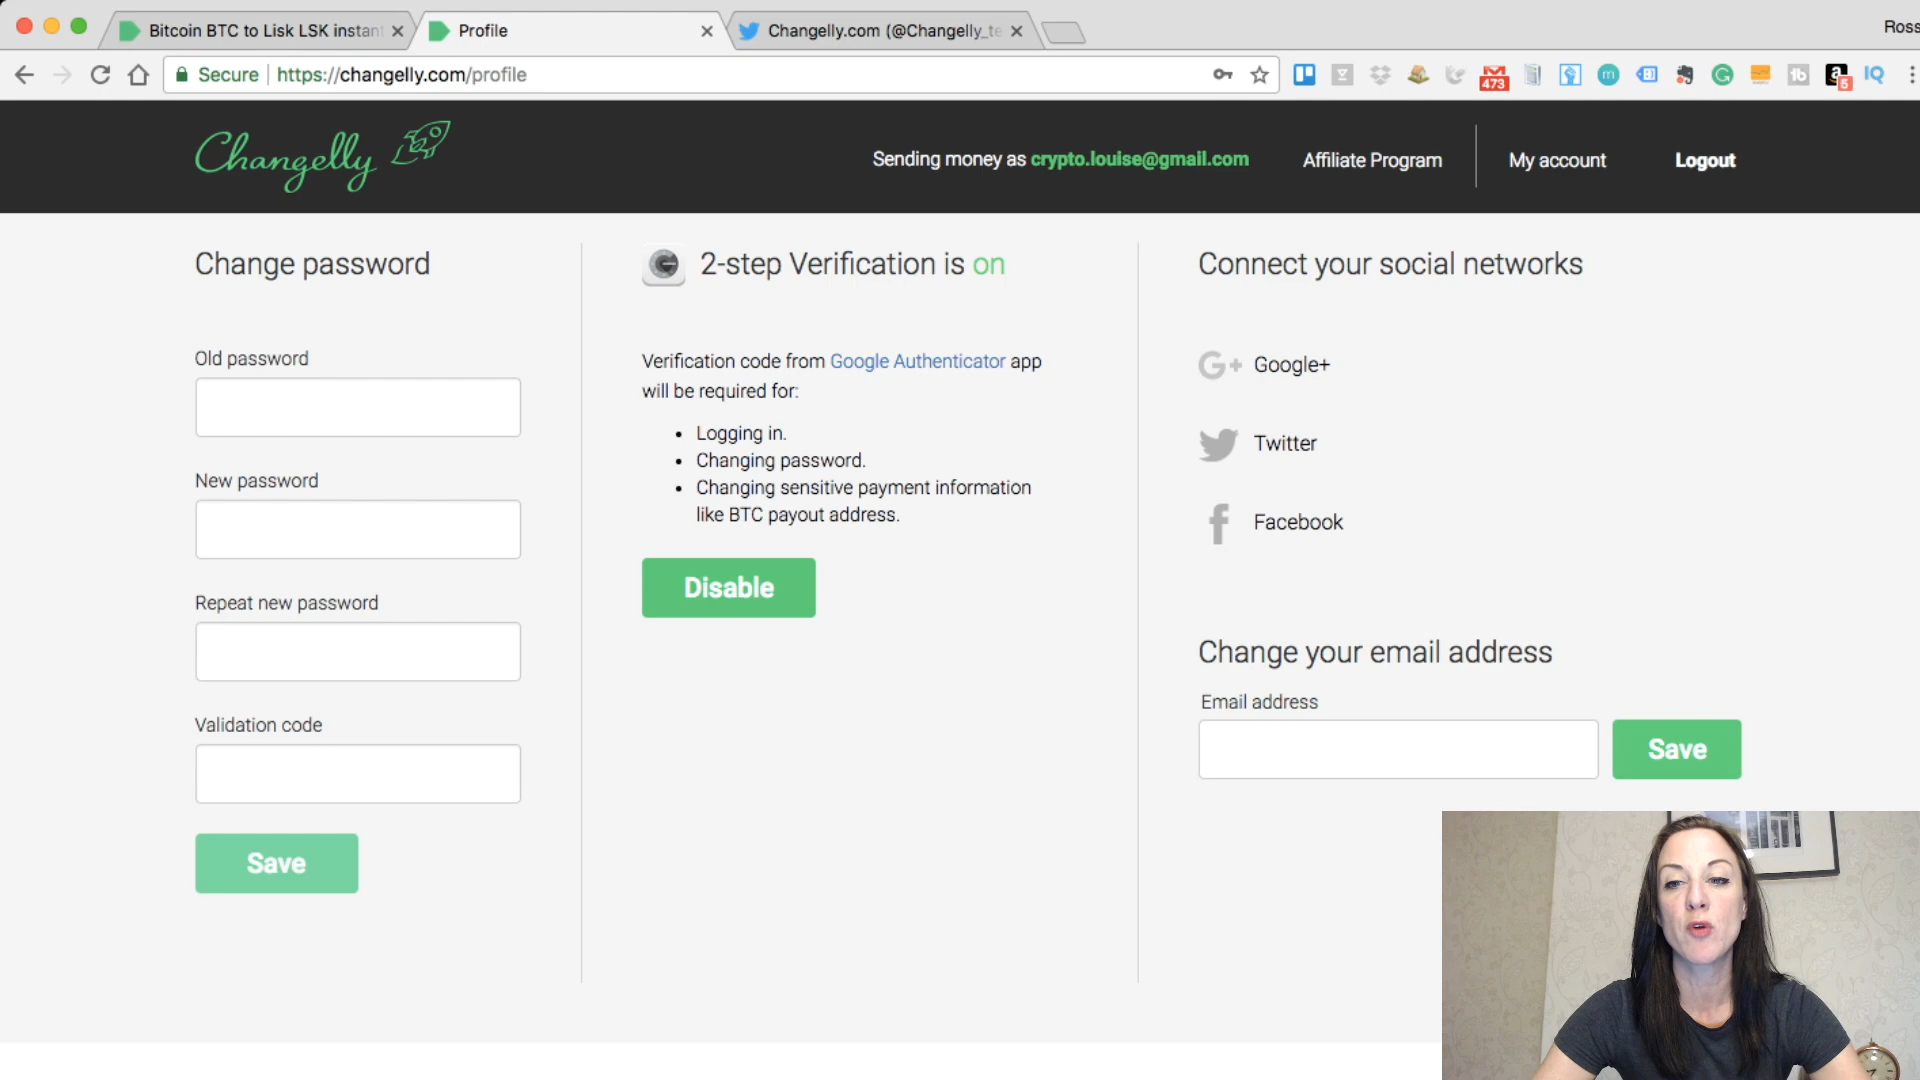 Bitcoin BTC to Lisk LSK instant
Profile
Changelly.com (@Changelly_te
Ross
Secure
https://changelly.com/profile
473
m
tb
a
5
IQ
Changelly
Sending money as crypto.louise@gmail.com
Affiliate Program
My account
Logout
Change password
Old password
New password
Repeat new password
Validation code
Save
2-step Verification is on
Verification code from Google Authenticator app
will be required for:
• Logging in.
• Changing password.
• Changing sensitive payment information
like BTC payout address.
Disable
Connect your social networks
G+ Google+
Twitter
f Facebook
Change your email address
Email address
Save